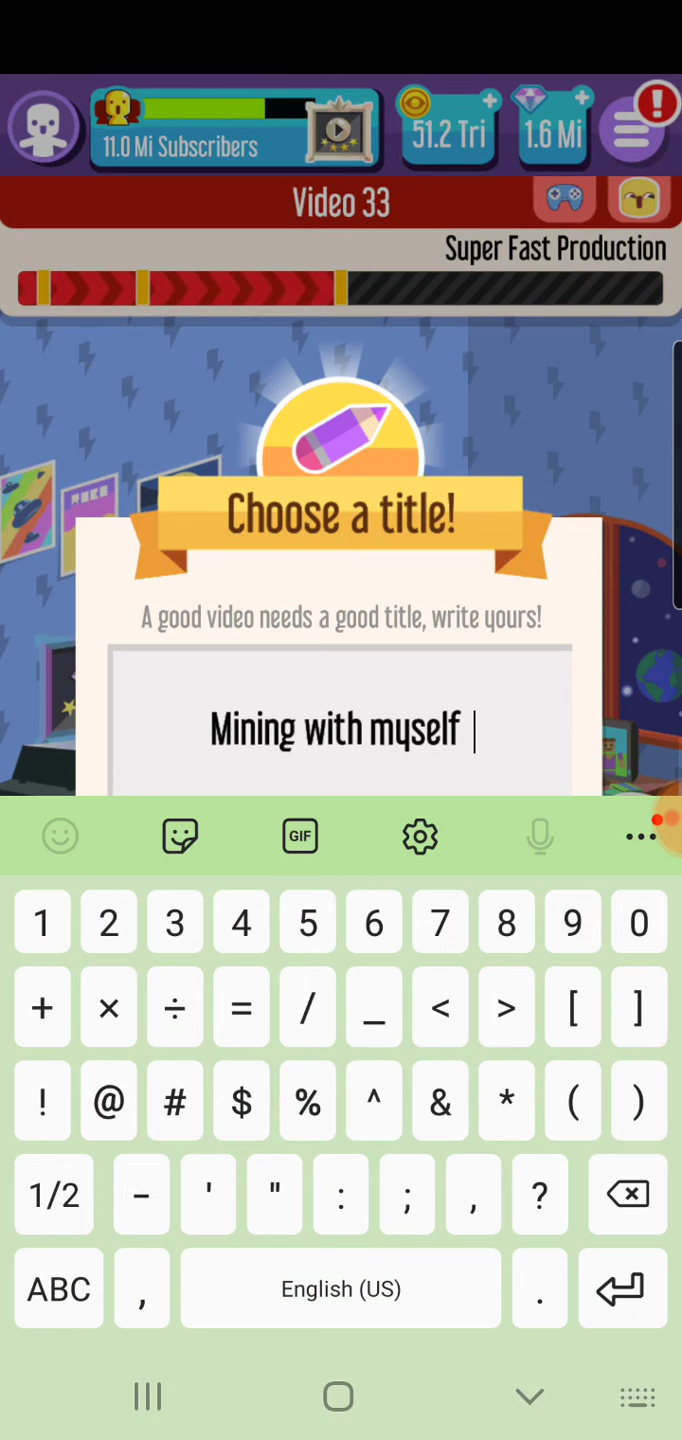 11.0 Mi Subscribers
51.2 Tri
1.6 Mi
!
Video 33
Super Fast Production
Choose a title!
A good video needs a good title, write yours!
Mining with myself
GIF
1 2 3 4 5 6 7 8 9 0
+ × ÷ = / _ < > [ ]
! @ # $ % ^ & * ( )
1/2 - ' " : ; , ?
ABC , English (US) .